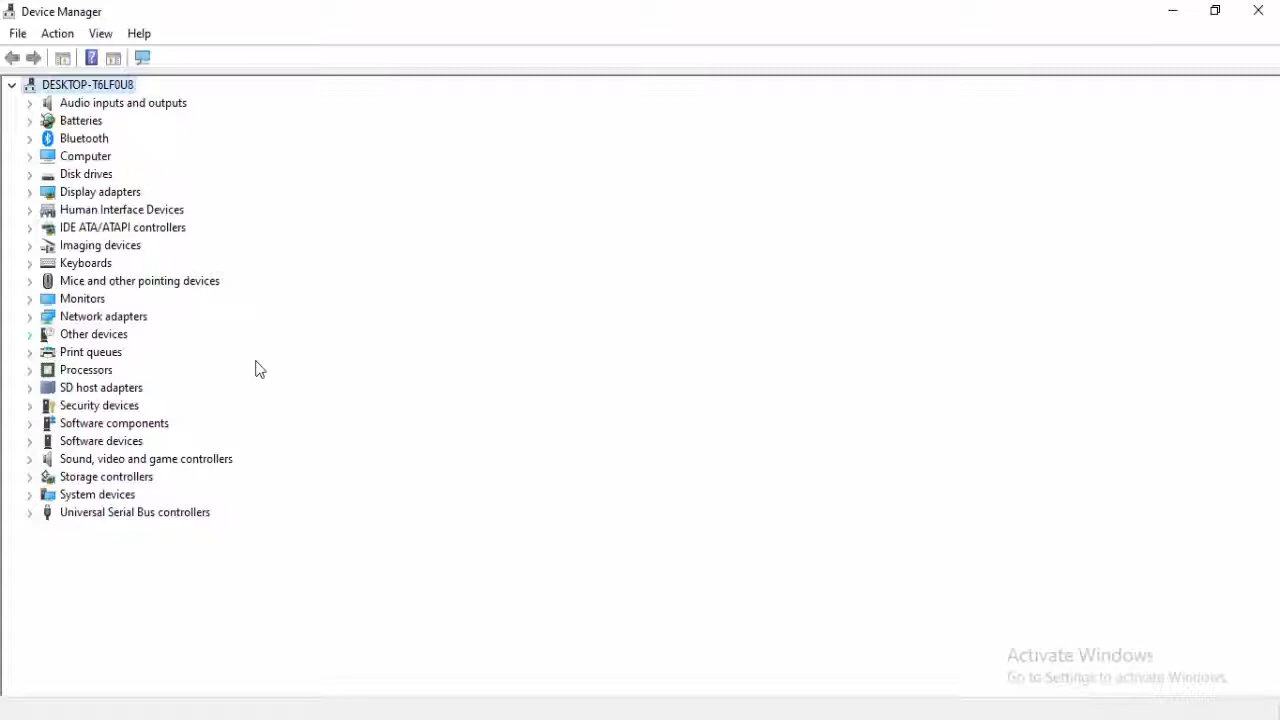 Device Manager
File Action View Help
DESKTOP-T6LF0U8
Audio inputs and outputs
Batteries
Bluetooth
Computer
Disk drives
Display adapters
Human Interface Devices
IDE ATA/ATAPI controllers
Imaging devices
Keyboards
Mice and other pointing devices
Monitors
Network adapters
Other devices
Print queues
Processors
SD host adapters
Security devices
Software components
Software devices
Sound, video and game controllers
Storage controllers
System devices
Universal Serial Bus controllers
Activate Windows
Go to Settings to activate Windows.